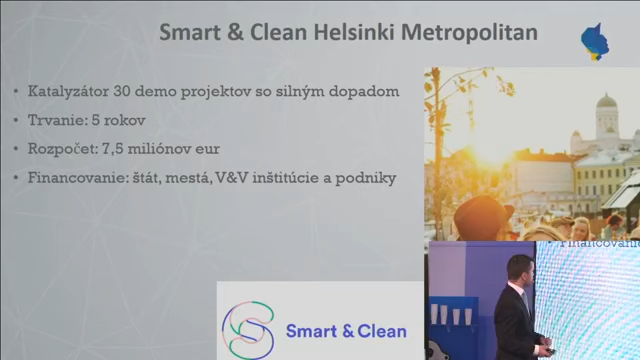 Smart & Clean Helsinki Metropolitan
• Katalyzátor 30 demo projektov so silným dopadom
• Trvanie: 5 rokov
• Rozpočet: 7,5 miliónov eur
• Financovanie: štát, mestá, V&V inštitúcie a podniky
• Financovanie
Smart & Clean